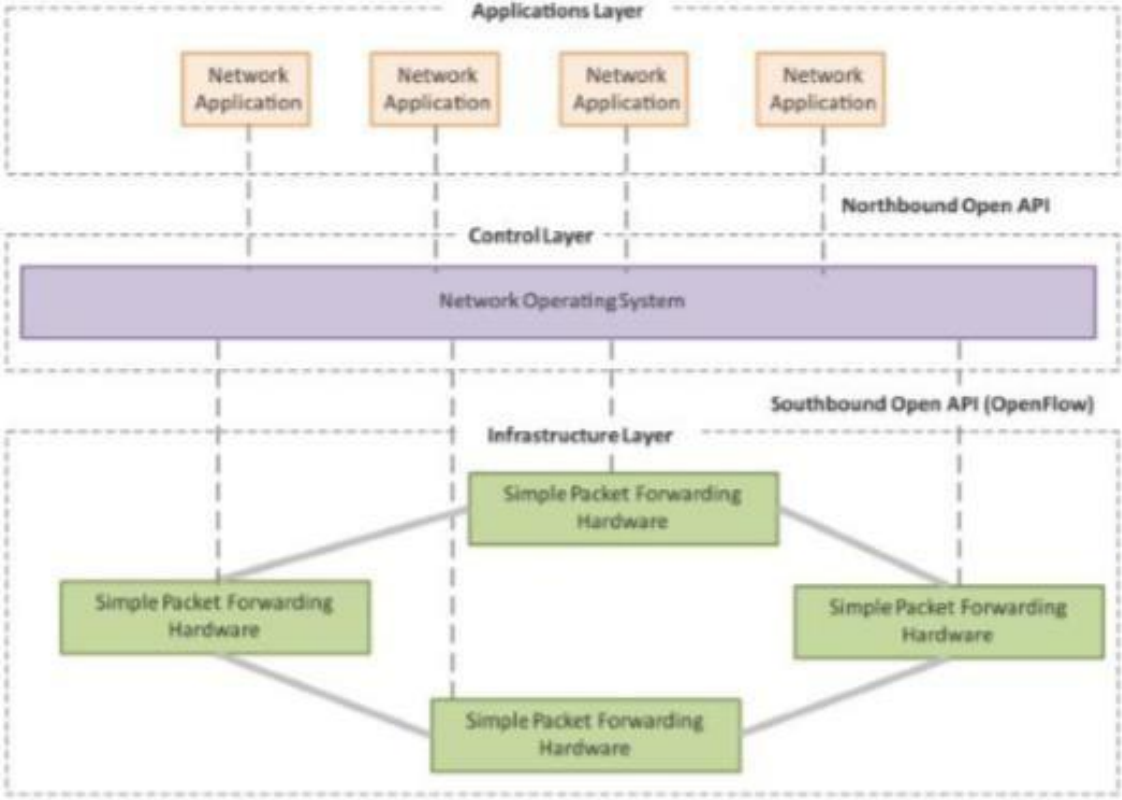 Applications Layer
Network
Application
Network
Application
Network
Application
Network
Application
Northbound Open API
Control Layer
Network Operating System
Southbound Open API (OpenFlow)
Infrastructure Layer
Simple Packet Forwarding
Hardware
Simple Packet Forwarding
Hardware
Simple Packet Forwarding
Hardware
Simple Packet Forwarding
Hardware